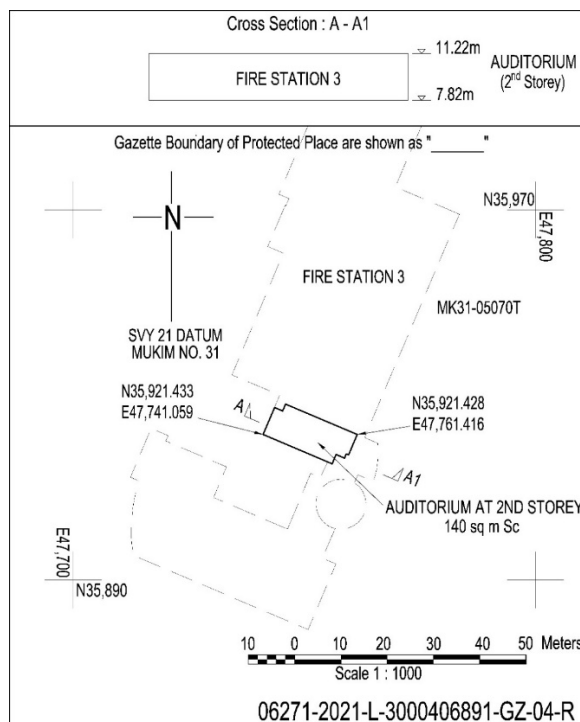 Cross Section : A - A1
11.22m
FIRE STATION 3
AUDITORIUM
(2nd Storey)
7.82m
Gazette Boundary of Protected Place are shown as "______"
N35,970
E47,800
N
FIRE STATION 3
MK31-05070T
SVY 21 DATUM
MUKIM NO. 31
N35,921.433
E47,741.059
A
N35,921.428
E47,761.416
A1
AUDITORIUM AT 2ND STOREY
140 sq m Sc
E47,700
N35,890
10 0 10 20 30 40 50 Meters
Scale 1 : 1000
06271-2021-L-3000406891-GZ-04-R